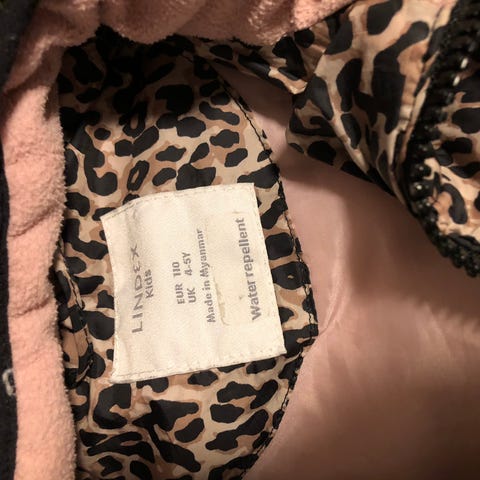 LINDEX
Kids
EUR 110
UK 4-5Y
Made in Myanmar
Water repellent